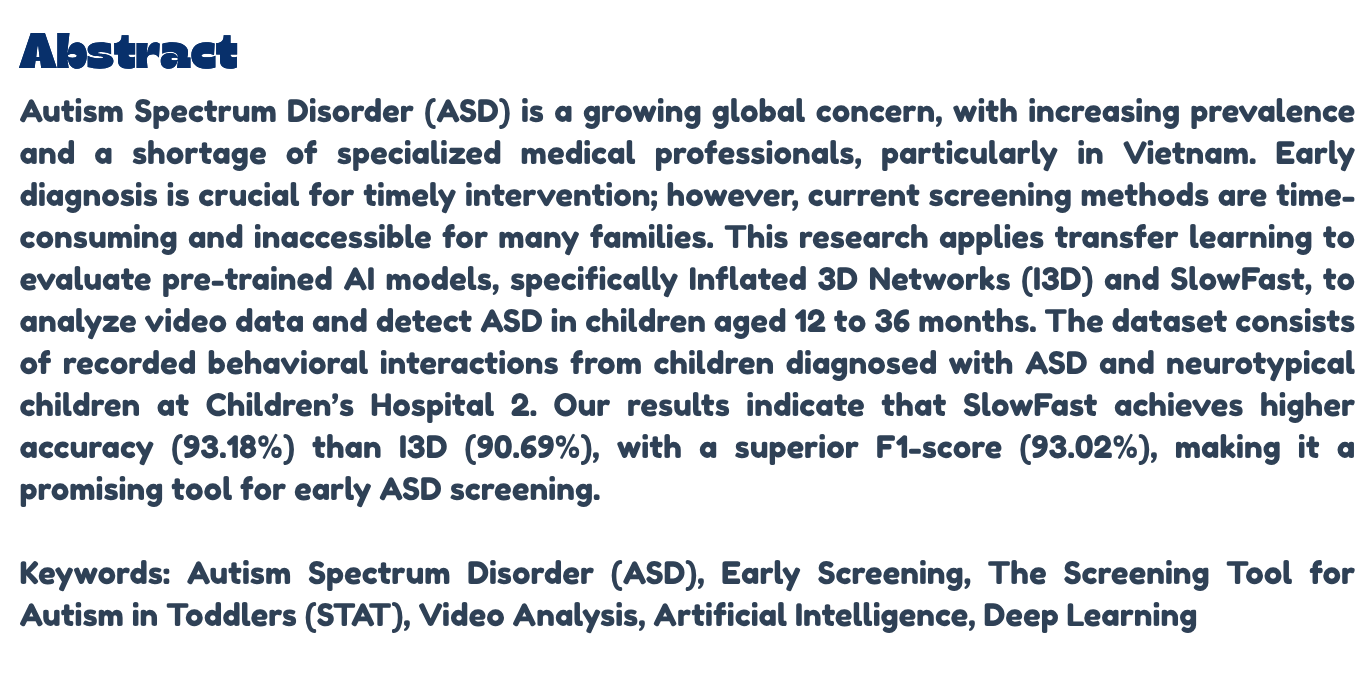 Abstract
Autism Spectrum Disorder (ASD) is a growing global concern, with increasing prevalence
and a shortage of specialized medical professionals, particularly in Vietnam. Early
diagnosis is crucial for timely intervention; however, current screening methods are time-
consuming and inaccessible for many families. This research applies transfer learning to
evaluate pre-trained AI models, specifically Inflated 3D Networks (I3D) and SlowFast, to
analyze video data and detect ASD in children aged 12 to 36 months. The dataset consists
of recorded behavioral interactions from children diagnosed with ASD and neurotypical
children at Children’s Hospital 2. Our results indicate that SlowFast achieves higher
accuracy (93.18%) than I3D (90.69%), with a superior F1-score (93.02%), making it a
promising tool for early ASD screening.
Keywords: Autism Spectrum Disorder (ASD), Early Screening, The Screening Tool for
Autism in Toddlers (STAT), Video Analysis, Artificial Intelligence, Deep Learning